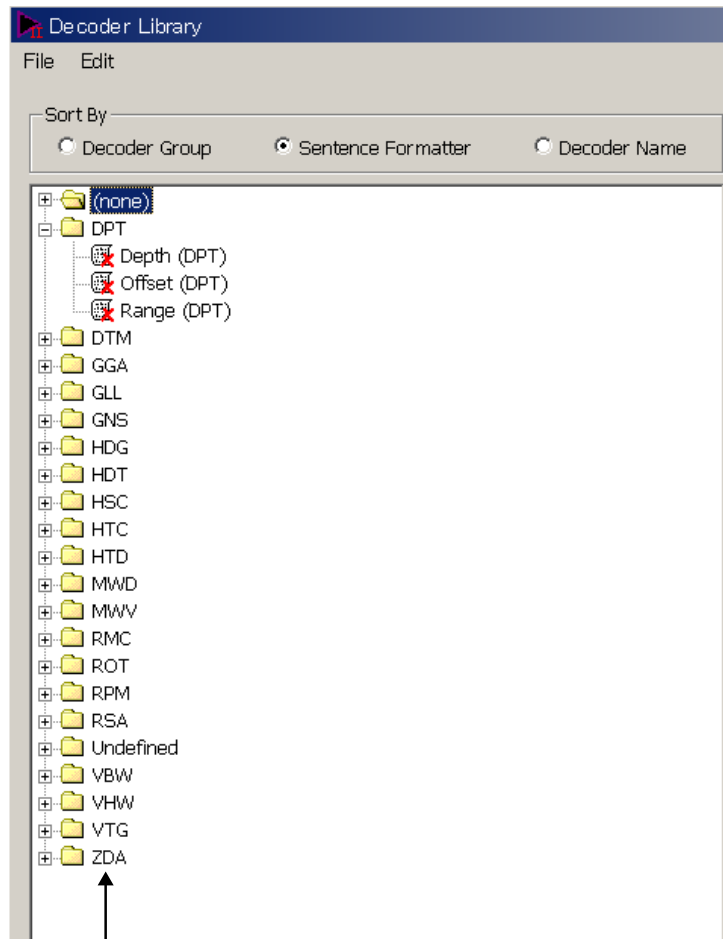 Decoder Library
File Edit
Sort By
Decoder Group Sentence Formatter Decoder Name
(none)
DPT
Depth (DPT)
Offset (DPT)
Range (DPT)
DTM
GGA
GLL
GNS
HDG
HDT
HSC
HTC
HTD
MWD
MWV
RMC
ROT
RPM
RSA
Undefined
VBW
VHW
VTG
ZDA